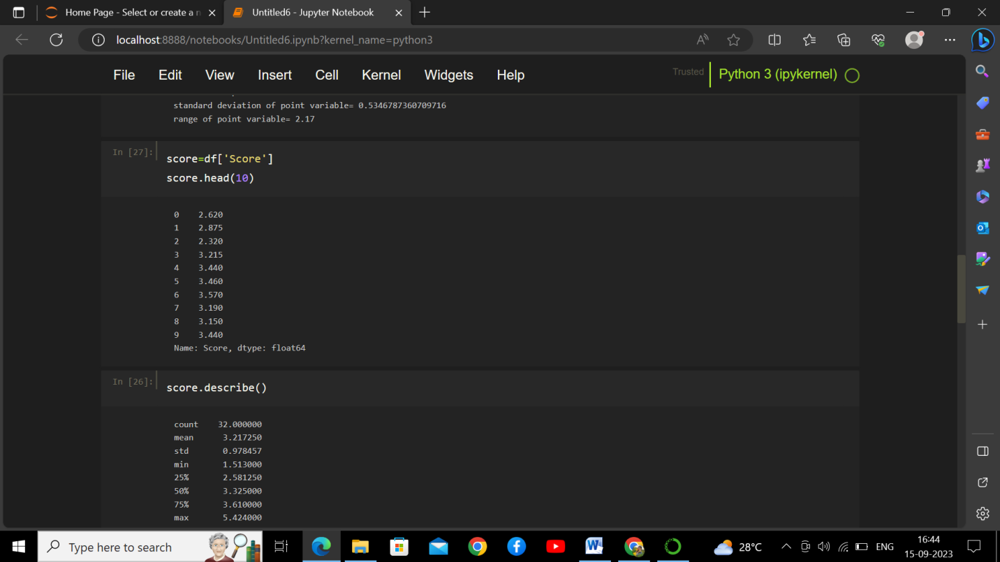 Home Page - Select or create a n
Untitled6 - Jupyter Notebook
localhost:8888/notebooks/Untitled6.ipynb?kernel_name=python3
File Edit View Insert Cell Kernel Widgets Help Trusted Python 3 (ipykernel)
standard deviation of point variable= 0.5346787360709716
range of point variable= 2.17
In [27]:
score=df['Score']
score.head(10)
0 2.620
1 2.875
2 2.320
3 3.215
4 3.440
5 3.460
6 3.570
7 3.190
8 3.150
9 3.440
Name: Score, dtype: float64
In [26]:
score.describe()
count 32.000000
mean 3.217250
std 0.978457
min 1.513000
25% 2.581250
50% 3.325000
75% 3.610000
max 5.424000
Type here to search
28°C
ENG
16:44
15-09-2023